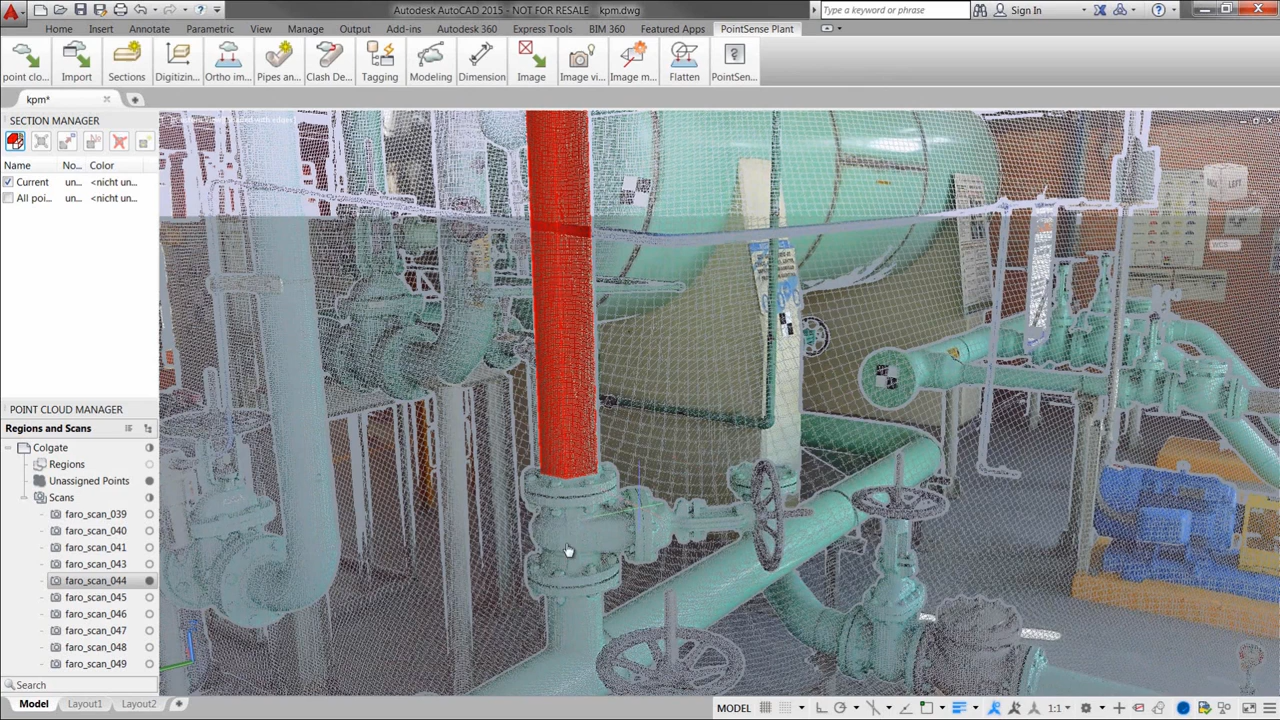 Autodesk AutoCAD 2015 - NOT FOR RESALE kpm.dwg
Type a keyword or phrase
Sign In
Home Insert Annotate Parametric View Manage Output Add-ins Autodesk 360 Express Tools BIM 360 Featured Apps PointSense Plant
point clo... Import Sections Digitizin... Ortho im... Pipes an... Clash De... Tagging Modeling Dimension Image Image vi... Image m... Flatten PointSen...
kpm*
SECTION MANAGER
Name No... Color
Current un... <nicht un...
All poi... un... <nicht un...
POINT CLOUD MANAGER
Regions and Scans
Colgate
Regions
Unassigned Points
Scans
faro_scan_039
faro_scan_040
faro_scan_041
faro_scan_043
faro_scan_044
faro_scan_045
faro_scan_046
faro_scan_047
faro_scan_048
faro_scan_049
Search
Model Layout1 Layout2
MODEL
1:1